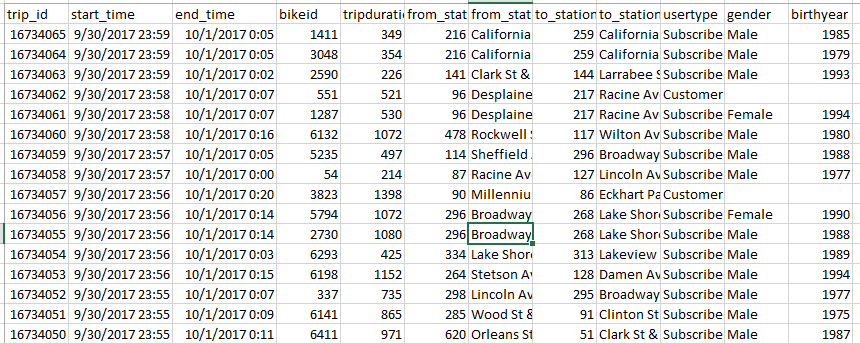 trip_id start_time end_time bikeid tripduratic from_stat from_stat to_station to_station usertype gender birthyear
16734065 9/30/2017 23:59 10/1/2017 0:05 1411 349 216 California 259 California Subscribe Male 1985
16734064 9/30/2017 23:59 10/1/2017 0:05 3048 354 216 California 259 California Subscribe Male 1979
16734063 9/30/2017 23:59 10/1/2017 0:02 2590 226 141 Clark St & 144 Larrabee S Subscribe Male 1993
16734062 9/30/2017 23:58 10/1/2017 0:07 551 521 96 Desplaine 217 Racine Av Customer
16734061 9/30/2017 23:58 10/1/2017 0:07 1287 530 96 Desplaine 217 Racine Av Subscribe Female 1994
16734060 9/30/2017 23:58 10/1/2017 0:16 6132 1072 478 Rockwell S 117 Wilton Av Subscribe Male 1980
16734059 9/30/2017 23:57 10/1/2017 0:05 5235 497 114 Sheffield 296 Broadway Subscribe Male 1988
16734058 9/30/2017 23:57 10/1/2017 0:00 54 214 87 Racine Av 127 Lincoln Av Subscribe Male 1977
16734057 9/30/2017 23:56 10/1/2017 0:20 3823 1398 90 Millenniu 86 Eckhart Pa Customer
16734056 9/30/2017 23:56 10/1/2017 0:14 5794 1072 296 Broadway 268 Lake Shor Subscribe Female 1990
16734055 9/30/2017 23:56 10/1/2017 0:14 2730 1080 296 Broadway 268 Lake Shor Subscribe Male 1988
16734054 9/30/2017 23:56 10/1/2017 0:03 6293 425 334 Lake Shor 313 Lakeview Subscribe Male 1989
16734053 9/30/2017 23:56 10/1/2017 0:15 6198 1152 264 Stetson Av 128 Damen Av Subscribe Male 1994
16734052 9/30/2017 23:55 10/1/2017 0:07 337 735 298 Lincoln Av 295 Broadway Subscribe Male 1977
16734051 9/30/2017 23:55 10/1/2017 0:09 6141 865 285 Wood St & 91 Clinton St Subscribe Male 1975
16734050 9/30/2017 23:55 10/1/2017 0:11 6411 971 620 Orleans St 51 Clark St & Subscribe Male 1987